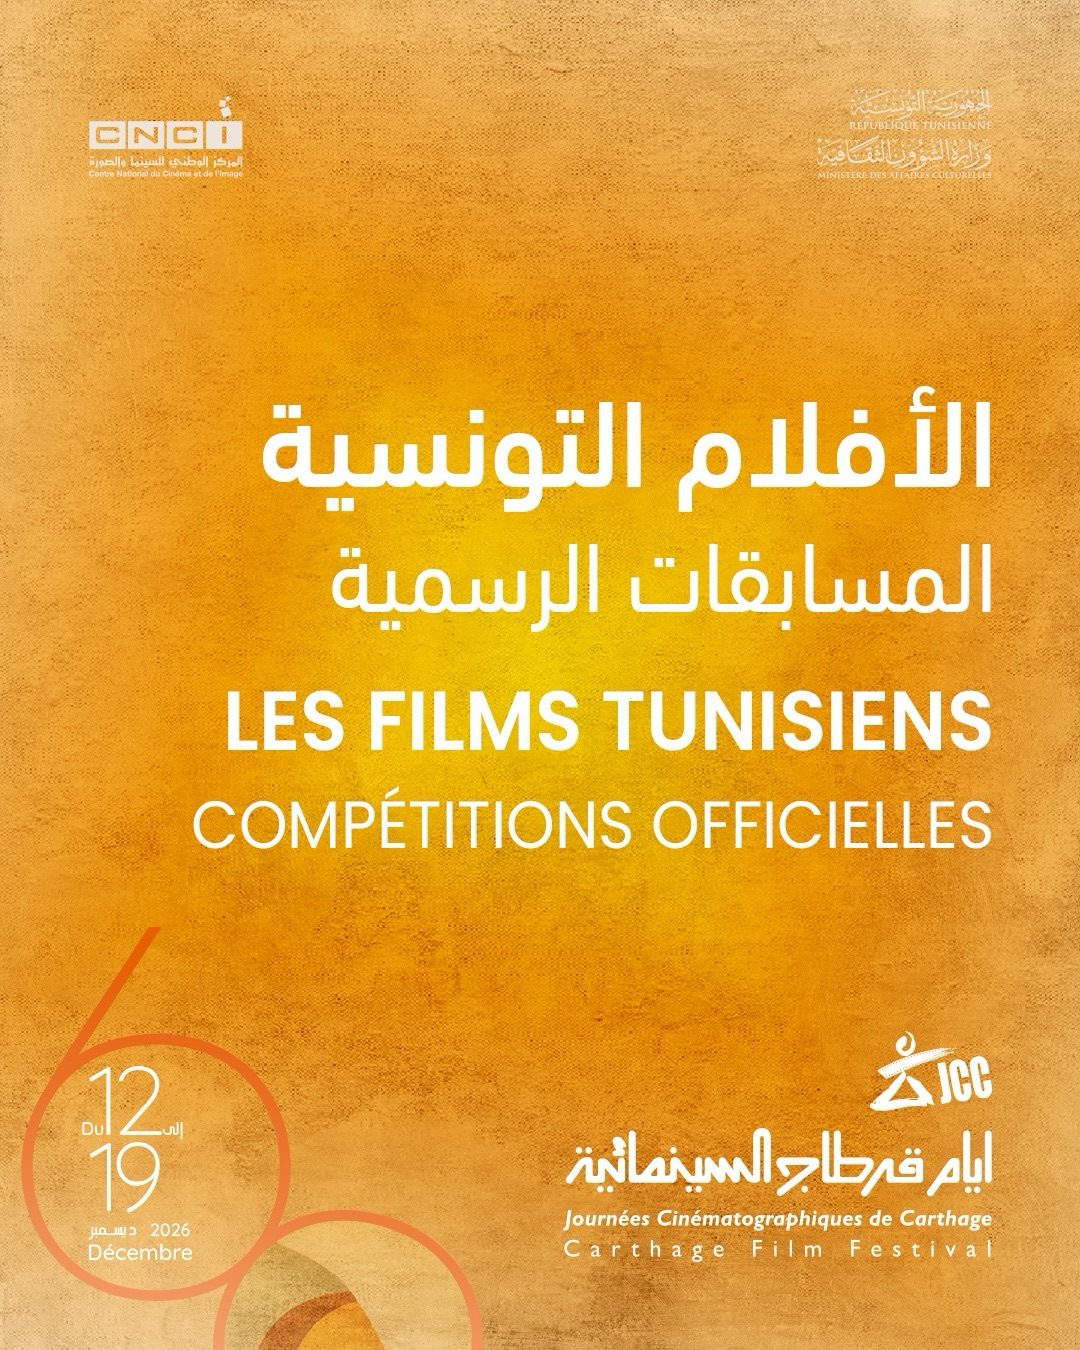 CNCI
المركز الوطني للسينما والصورة
Centre National du Cinéma et de l'Image
الجمهورية التونسية
REPUBLIQUE TUNISIENNE
وزارة الشؤون الثقافية
MINISTERE DES AFFAIRES CULTURELLES
الأفلام التونسية
المسابقات الرسمية
LES FILMS TUNISIENS
COMPÉTITIONS OFFICIELLES
Du 12 إلى
19
ديسمبر 2026
Décembre
JCC
ايام قرطاج السينمائية
Journées Cinématographiques de Carthage
Carthage Film Festival